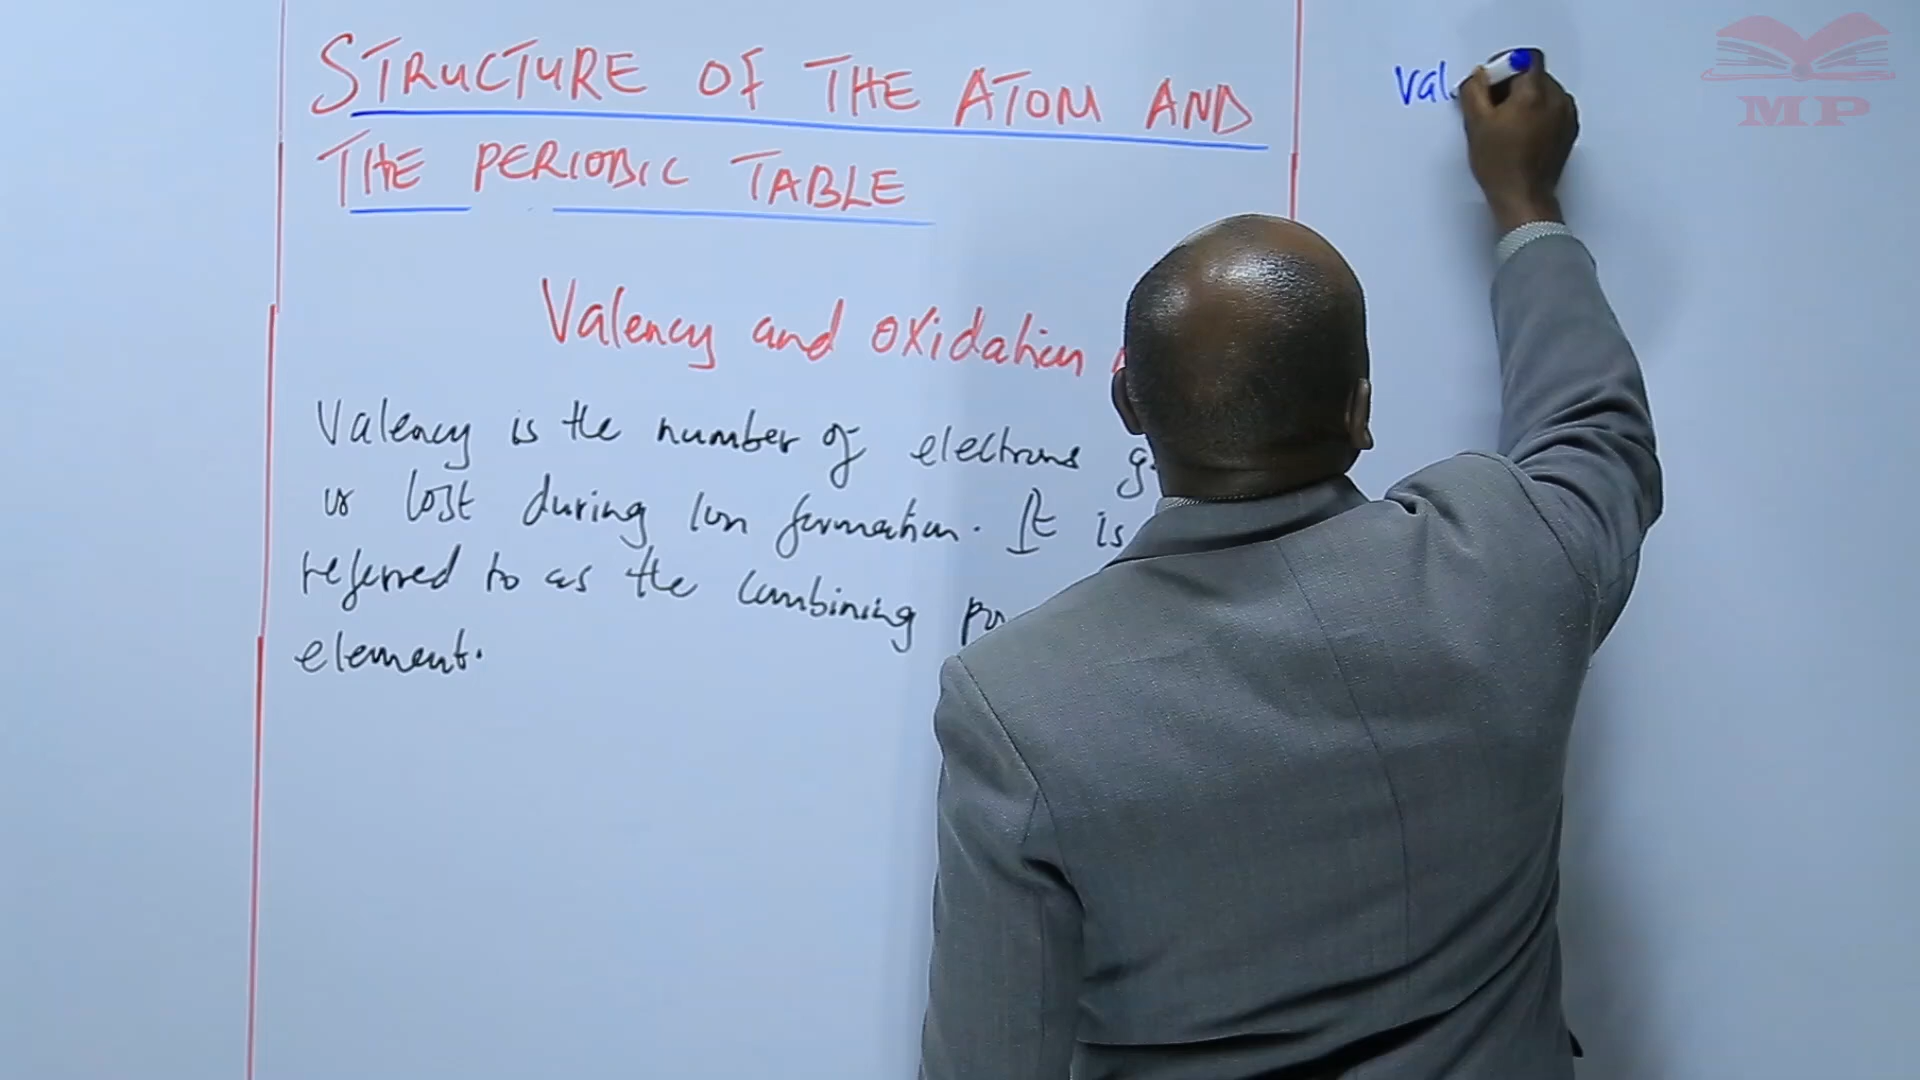 STRUCTURE OF THE ATOM AND
THE PERIODIC TABLE
Valency and oxidation
Valency is the number of electrons
or lost during ion formation. It is
referred to as the combining
element.
Val
MP